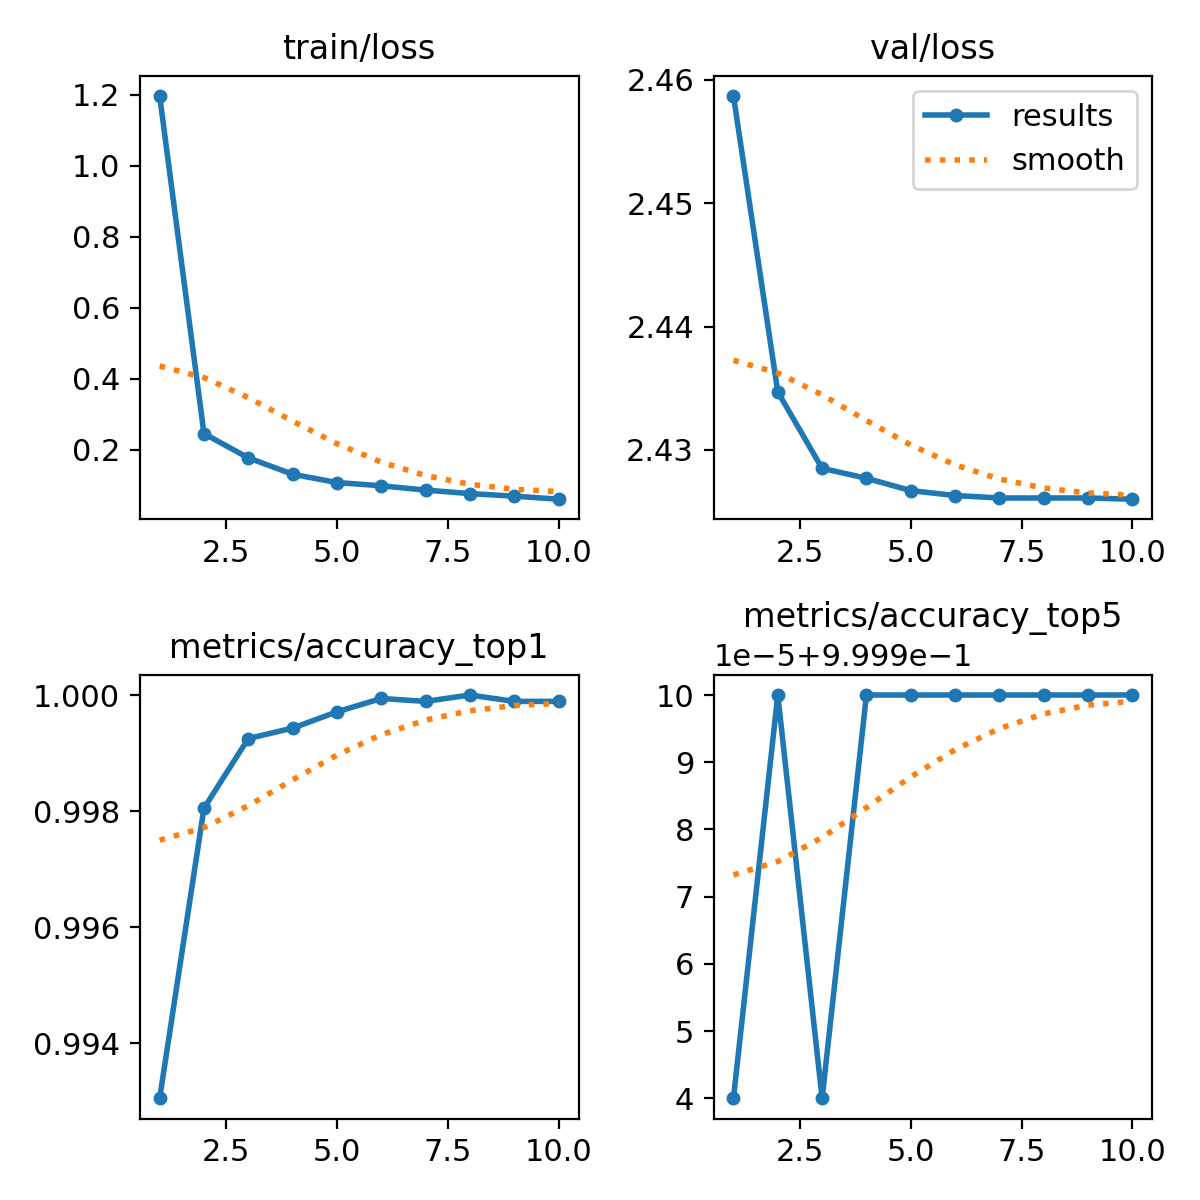 train/loss
1.2
1.0
0.8
0.6
0.4
0.2
2.5 5.0 7.5 10.0
val/loss
2.46
2.45
2.44
2.43
results
smooth
2.5 5.0 7.5 10.0
metrics/accuracy_top1
1.000
0.998
0.996
0.994
2.5 5.0 7.5 10.0
metrics/accuracy_top5
1e−5+9.999e−1
10
9
8
7
6
5
4
2.5 5.0 7.5 10.0